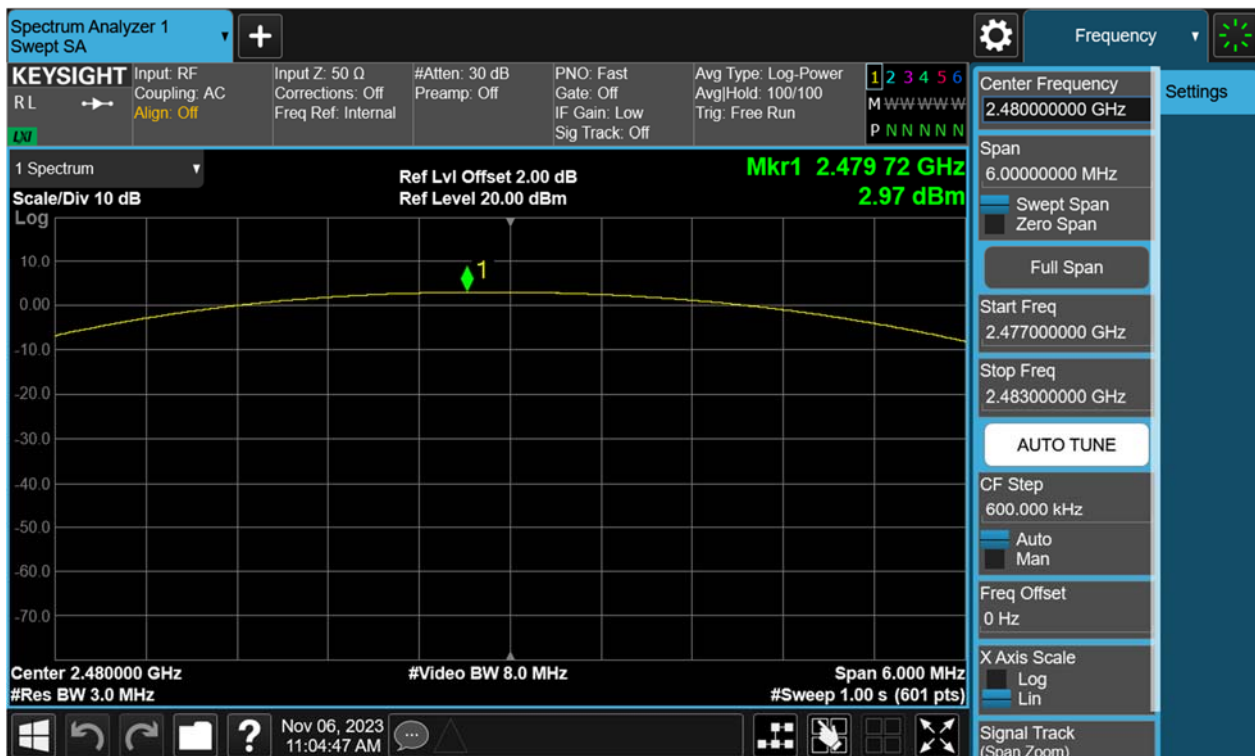 Spectrum Analyzer 1
Swept SA
+
Frequency
KEYSIGHT
R L
LXI
Input: RF
Coupling: AC
Align: Off
Input Z: 50 Ω
Corrections: Off
Freq Ref: Internal
#Atten: 30 dB
Preamp: Off
PNO: Fast
Gate: Off
IF Gain: Low
Sig Track: Off
Avg Type: Log-Power
Avg|Hold: 100/100
Trig: Free Run
1 2 3 4 5 6
M W W W W W
P N N N N N
1 Spectrum
Scale/Div 10 dB
Log
Ref Lvl Offset 2.00 dB
Ref Level 20.00 dBm
Mkr1 2.479 72 GHz
2.97 dBm
1
10.0
0.00
-10.0
-20.0
-30.0
-40.0
-50.0
-60.0
-70.0
Center 2.480000 GHz
#Res BW 3.0 MHz
#Video BW 8.0 MHz
Span 6.000 MHz
#Sweep 1.00 s (601 pts)
?
Nov 06, 2023
11:04:47 AM
Center Frequency
2.480000000 GHz
Span
6.00000000 MHz
Swept Span
Zero Span
Full Span
Start Freq
2.477000000 GHz
Stop Freq
2.483000000 GHz
AUTO TUNE
CF Step
600.000 kHz
Auto
Man
Freq Offset
0 Hz
X Axis Scale
Log
Lin
Signal Track
(Span Zoom)
Settings